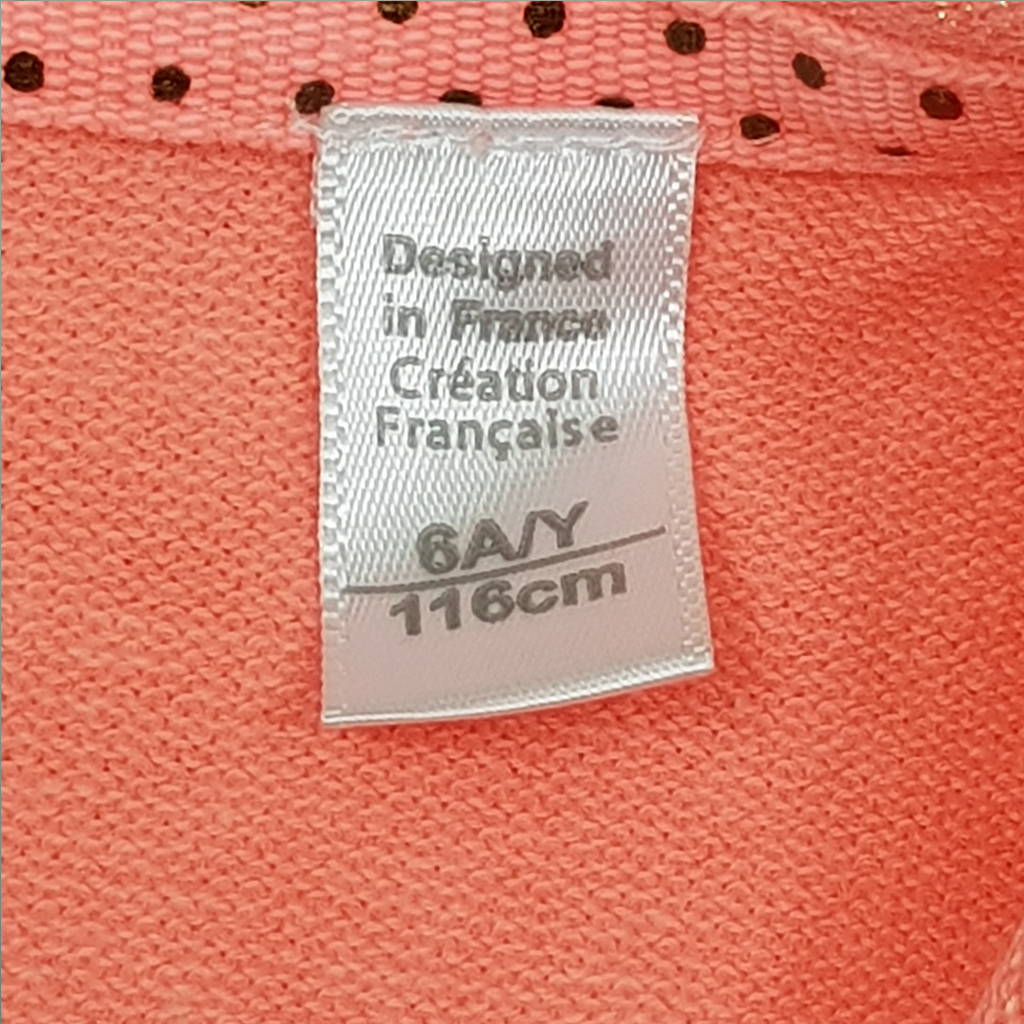 Designed
in France
Création
Française
6A/Y
116cm